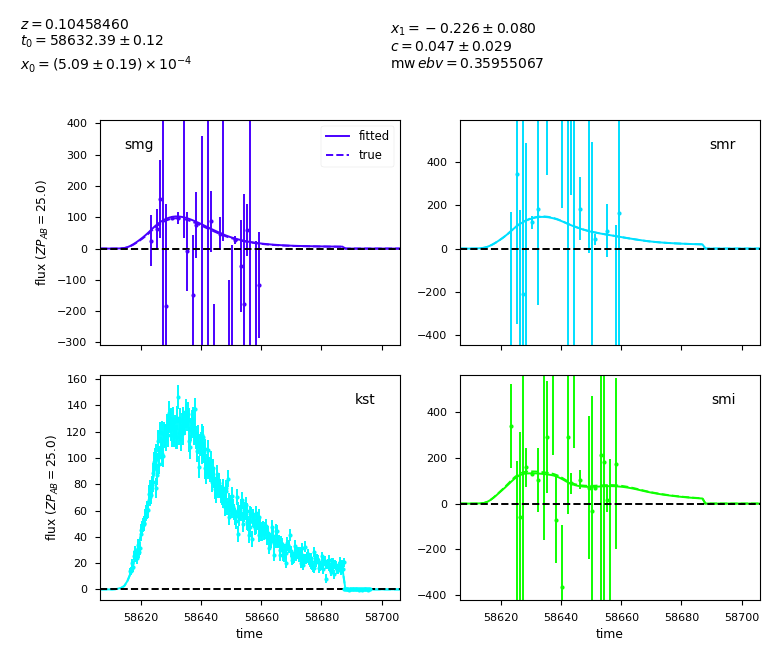 z = 0.10458460
t₀ = 58632.39 ± 0.12
x₀ = (5.09 ± 0.19) × 10⁻⁴
x₁ = −0.226 ± 0.080
c = 0.047 ± 0.029
mw ebv = 0.35955067
smg
fitted
true
400
300
200
100
0
−100
−200
−300
flux (ZP_AB = 25.0)
smr
400
200
0
−200
−400
kst
160
140
120
100
80
60
40
20
0
flux (ZP_AB = 25.0)
58620 58640 58660 58680 58700
time
smi
400
200
0
−200
−400
58620 58640 58660 58680 58700
time